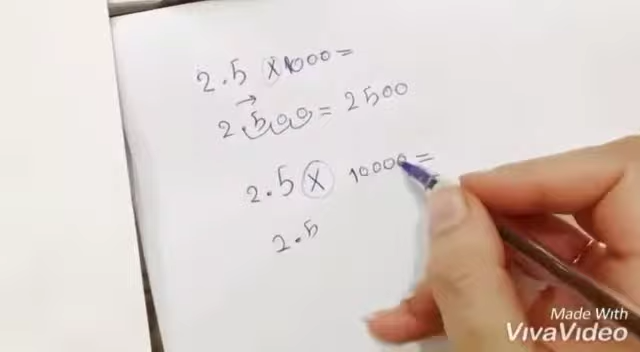 2.5 × 1000 =
2 5 0 0 = 2500
2.5 × 10000 =
2.5
Made With
VivaVideo